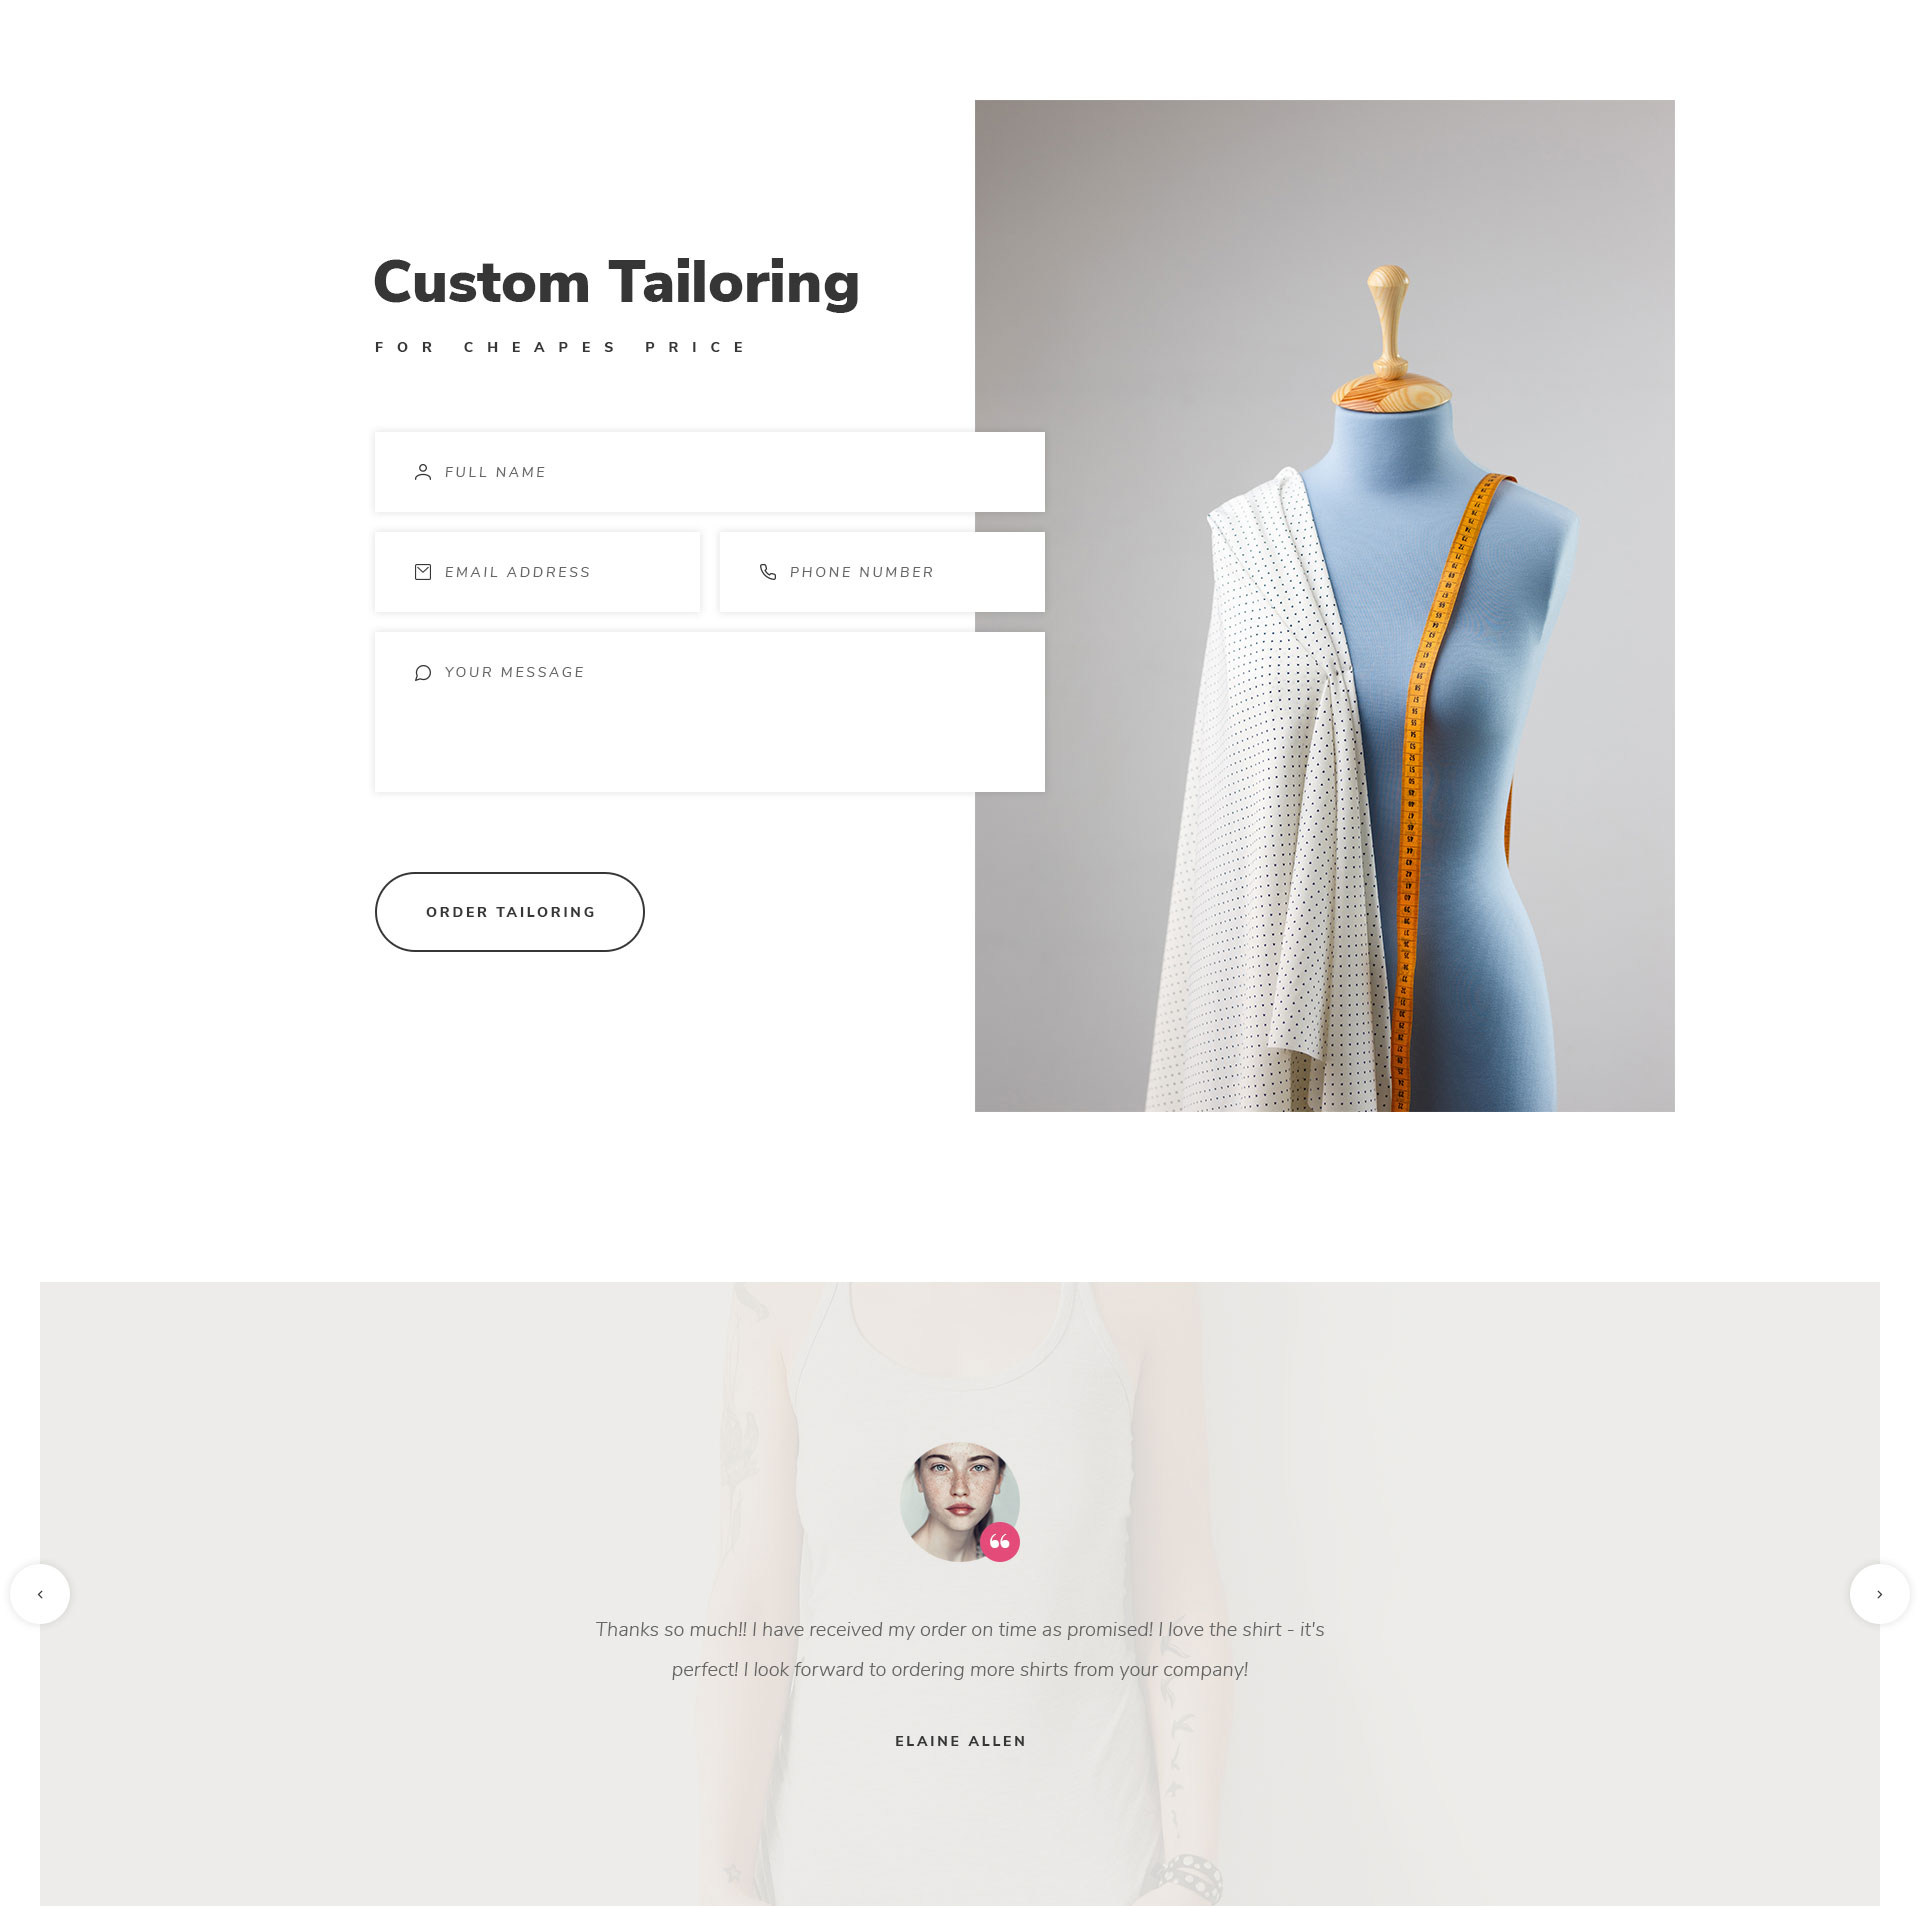 Custom Tailoring
FOR CHEAPES PRICE
FULL NAME
EMAIL ADDRESS
PHONE NUMBER
YOUR MESSAGE
ORDER TAILORING
Thanks so much!! I have received my order on time as promised! I love the shirt - it's
perfect! I look forward to ordering more shirts from your company!
ELAINE ALLEN